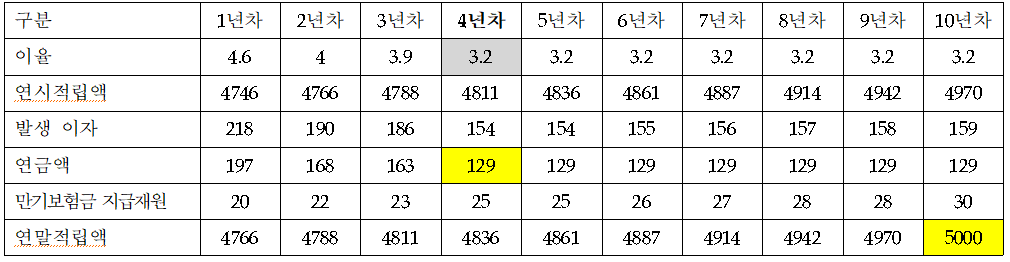 구분 1년차 2년차 3년차 4년차 5년차 6년차 7년차 8년차 9년차 10년차
이율 4.6 4 3.9 3.2 3.2 3.2 3.2 3.2 3.2 3.2
연시적립액 4746 4766 4788 4811 4836 4861 4887 4914 4942 4970
발생 이자 218 190 186 154 154 155 156 157 158 159
연금액 197 168 163 129 129 129 129 129 129 129
만기보험금 지급재원 20 22 23 25 25 26 27 28 28 30
연말적립액 4766 4788 4811 4836 4861 4887 4914 4942 4970 5000